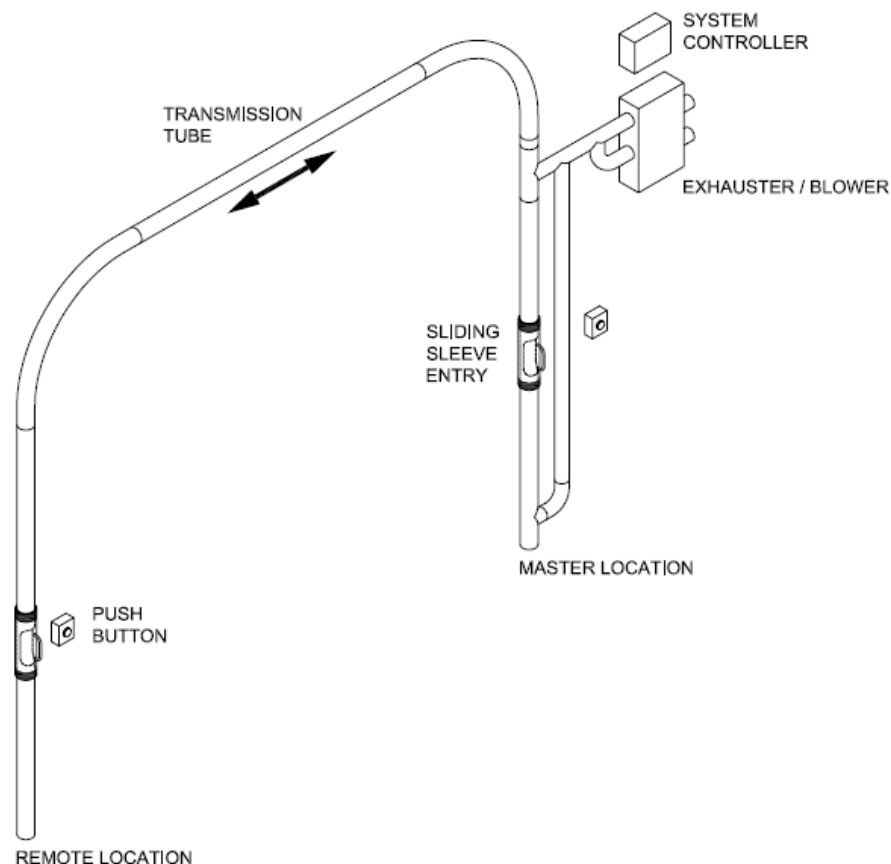 SYSTEM
CONTROLLER
TRANSMISSION
TUBE
EXHAUSTER / BLOWER
SLIDING
SLEEVE
ENTRY
MASTER LOCATION
PUSH
BUTTON
REMOTE LOCATION